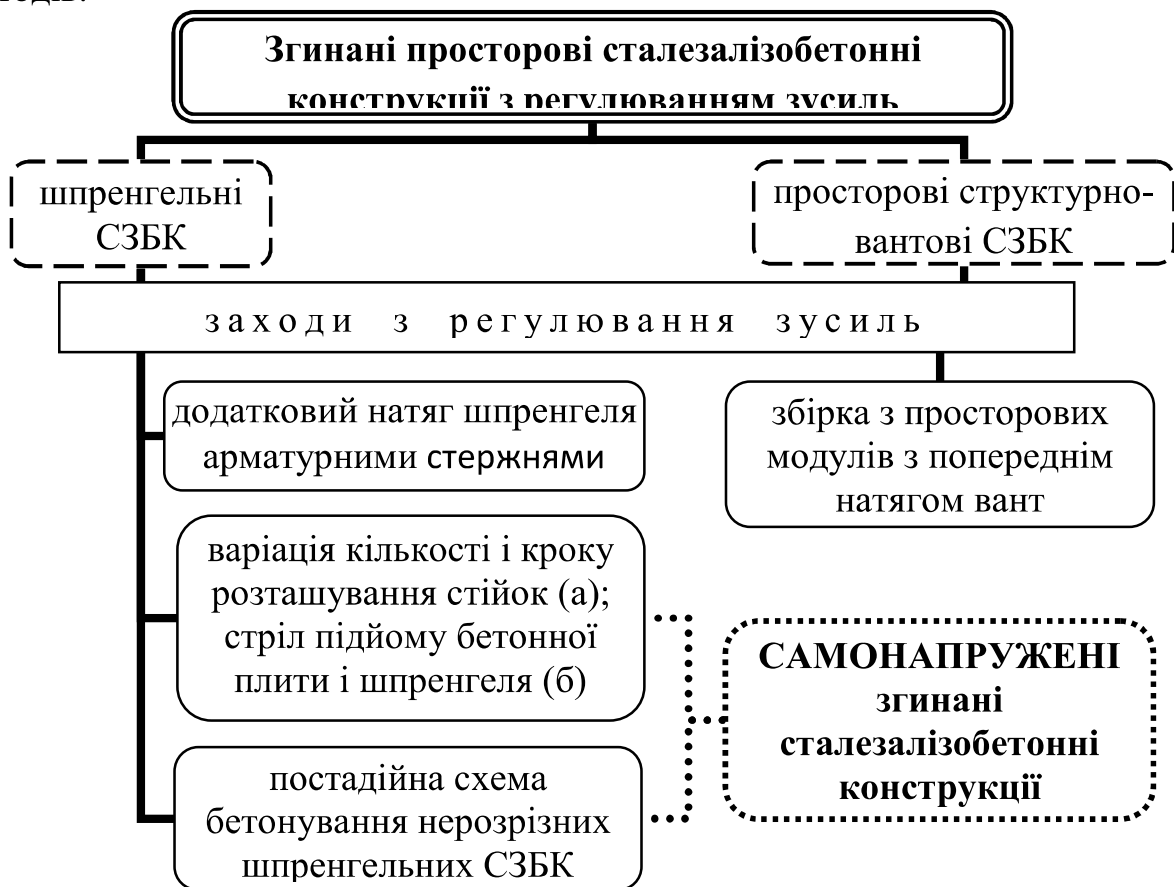 Згинані просторові сталезалізобетонні
конструкції з регулюванням зусиль
шпренгельні
СЗБК
просторові структурно-
вантові СЗБК
заходи з регулювання зусиль
додатковий натяг шпренгеля
арматурними стержнями
збірка з просторових
модулів з попереднім
натягом вант
варіація кількості і кроку
розташування стійок (а);
стріл підйому бетонної
плити і шпренгеля (б)
САМОНАПРУЖЕНІ
згинані
сталезалізобетонні
конструкції
постадійна схема
бетонування нерозрізних
шпренгельних СЗБК